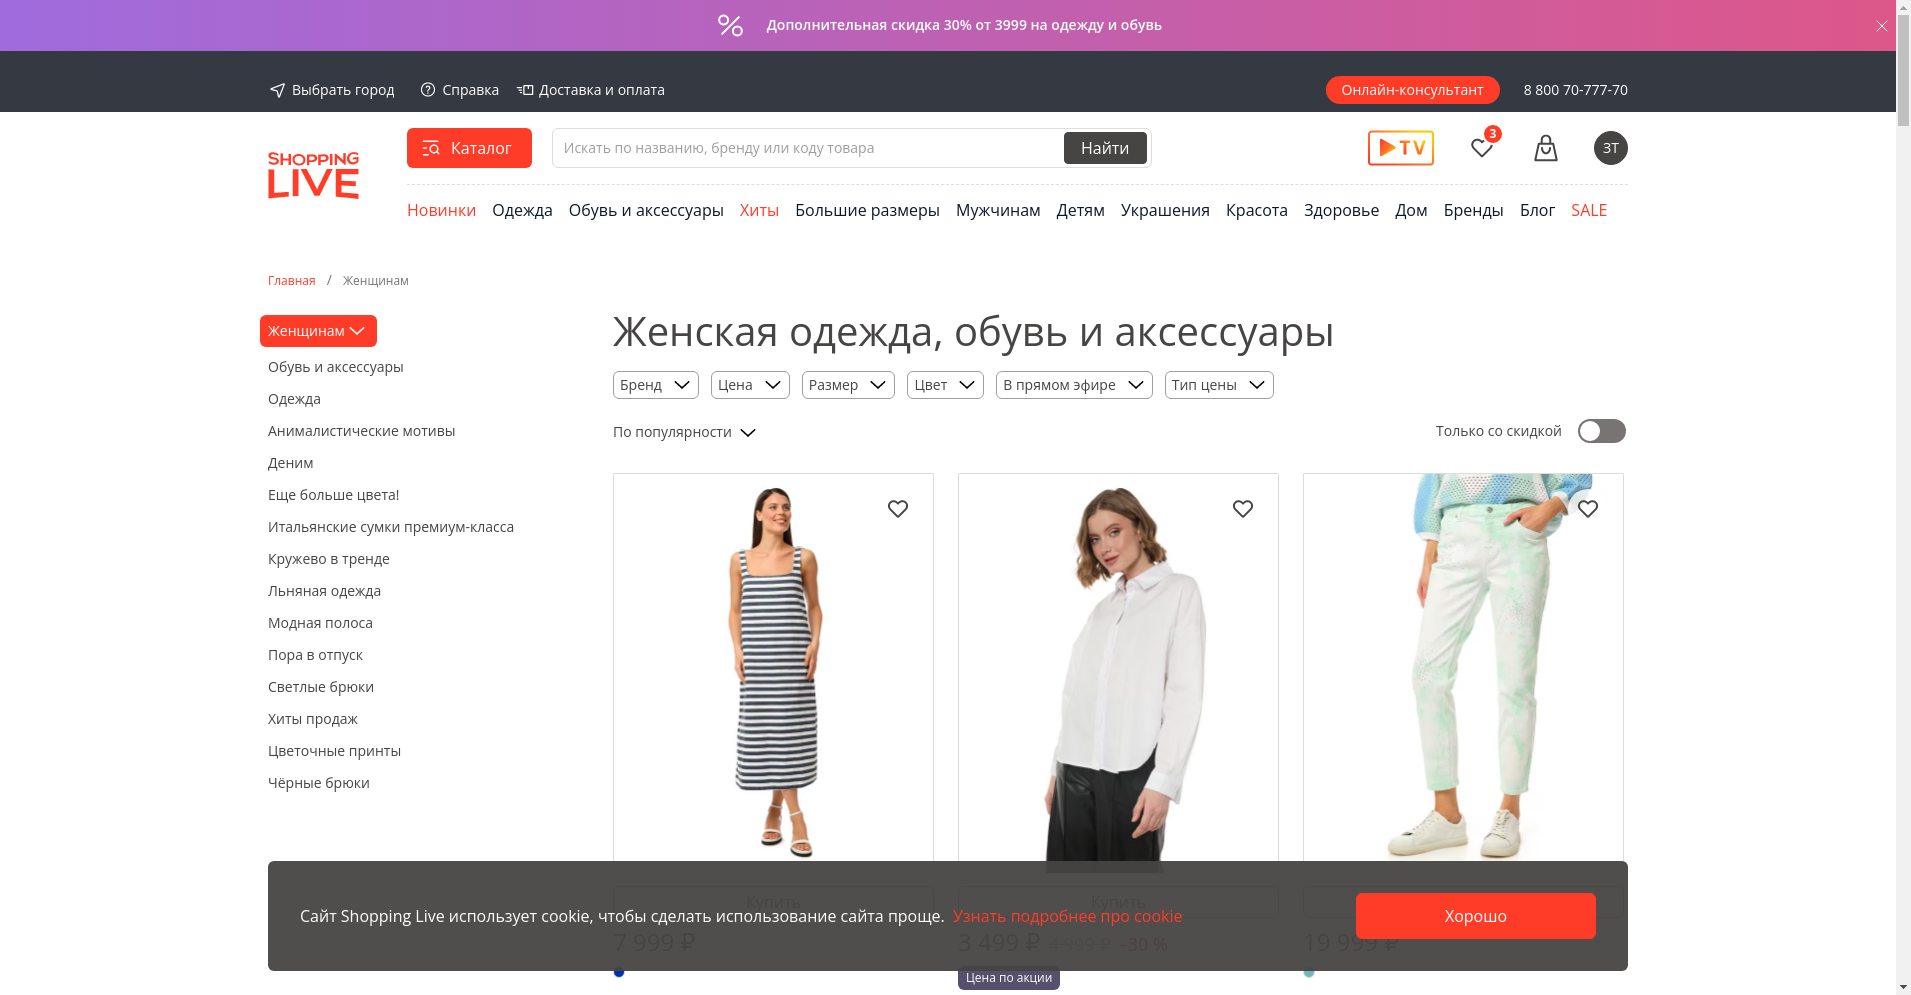 Дополнительная скидка 30% от 3999 на одежду и обувь
Выбрать город
Справка
Доставка и оплата
Онлайн-консультант
8 800 70-777-70
SHOPPING
LIVE
Каталог
Искать по названию, бренду или коду товара
Найти
TV
3
ЗТ
Новинки
Одежда
Обувь и аксессуары
Хиты
Большие размеры
Мужчинам
Детям
Украшения
Красота
Здоровье
Дом
Бренды
Блог
SALE
Главная / Женщинам
Женщинам
Обувь и аксессуары
Одежда
Анималистические мотивы
Деним
Еще больше цвета!
Итальянские сумки премиум-класса
Кружево в тренде
Льняная одежда
Модная полоса
Пора в отпуск
Светлые брюки
Хиты продаж
Цветочные принты
Чёрные брюки
Женская одежда, обувь и аксессуары
Бренд
Цена
Размер
Цвет
В прямом эфире
Тип цены
По популярности
Только со скидкой
Купить
Купить
Сайт Shopping Live использует cookie, чтобы сделать использование сайта проще. Узнать подробнее про cookie
Хорошо
7 999 ₽
3 499 ₽ 4 999 ₽ –30 %
19 999 ₽
Цена по акции